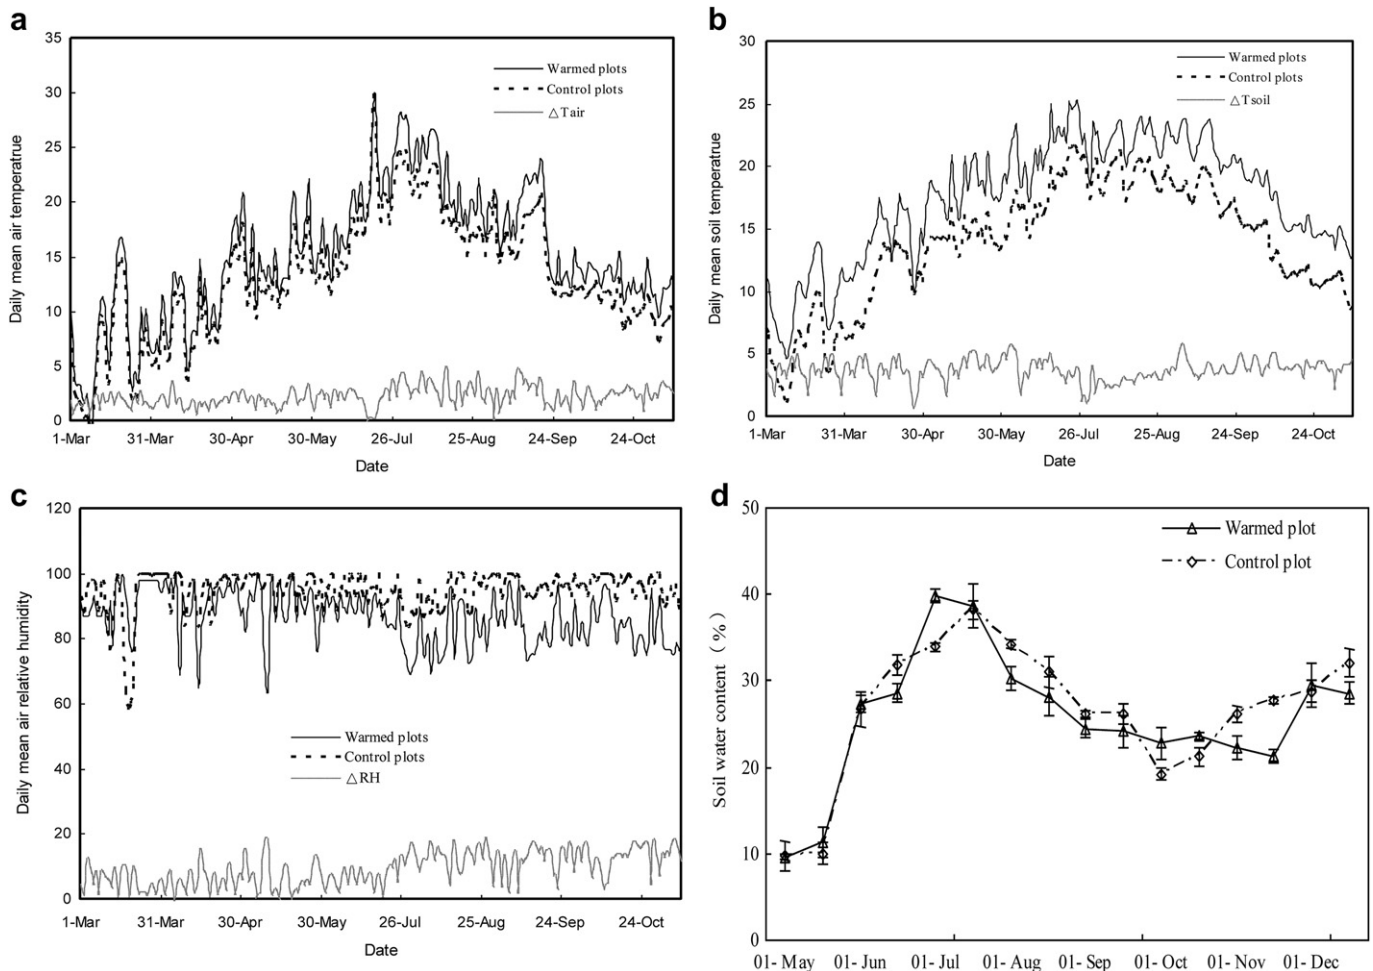 a
Daily mean air temperatrue
35
30
25
20
15
10
5
0
Warmed plots
Control plots
△Tair
1-Mar 31-Mar 30-Apr 30-May 26-Jul 25-Aug 24-Sep 24-Oct
Date
b
Daily mean soil temperatrue
30
25
20
15
10
5
0
Warmed plots
Control plots
△Tsoil
1-Mar 31-Mar 30-Apr 30-May 26-Jul 25-Aug 24-Sep 24-Oct
Date
c
Daily mean air relative humidity
120
100
80
60
40
20
0
Warmed plots
Control plots
△RH
1-Mar 31-Mar 30-Apr 30-May 26-Jul 25-Aug 24-Sep 24-Oct
Date
d
Soil water content（%）
50
40
30
20
10
0
Warmed plot
Control plot
01- May 01- Jun 01- Jul 01- Aug 01- Sep 01- Oct 01- Nov 01- Dec